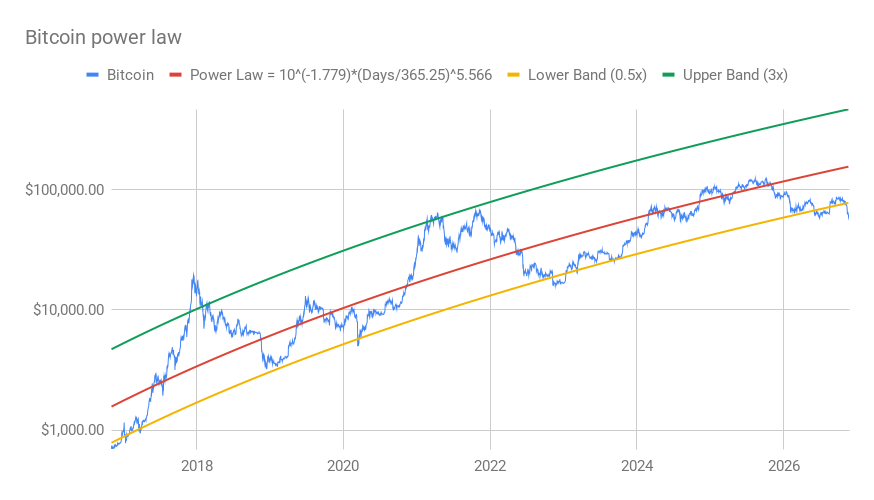 Bitcoin power law
Bitcoin Power Law = 10^(-1.779)*(Days/365.25)^5.566 Lower Band (0.5x) Upper Band (3x)
$100,000.00
$10,000.00
$1,000.00
2018 2020 2022 2024 2026